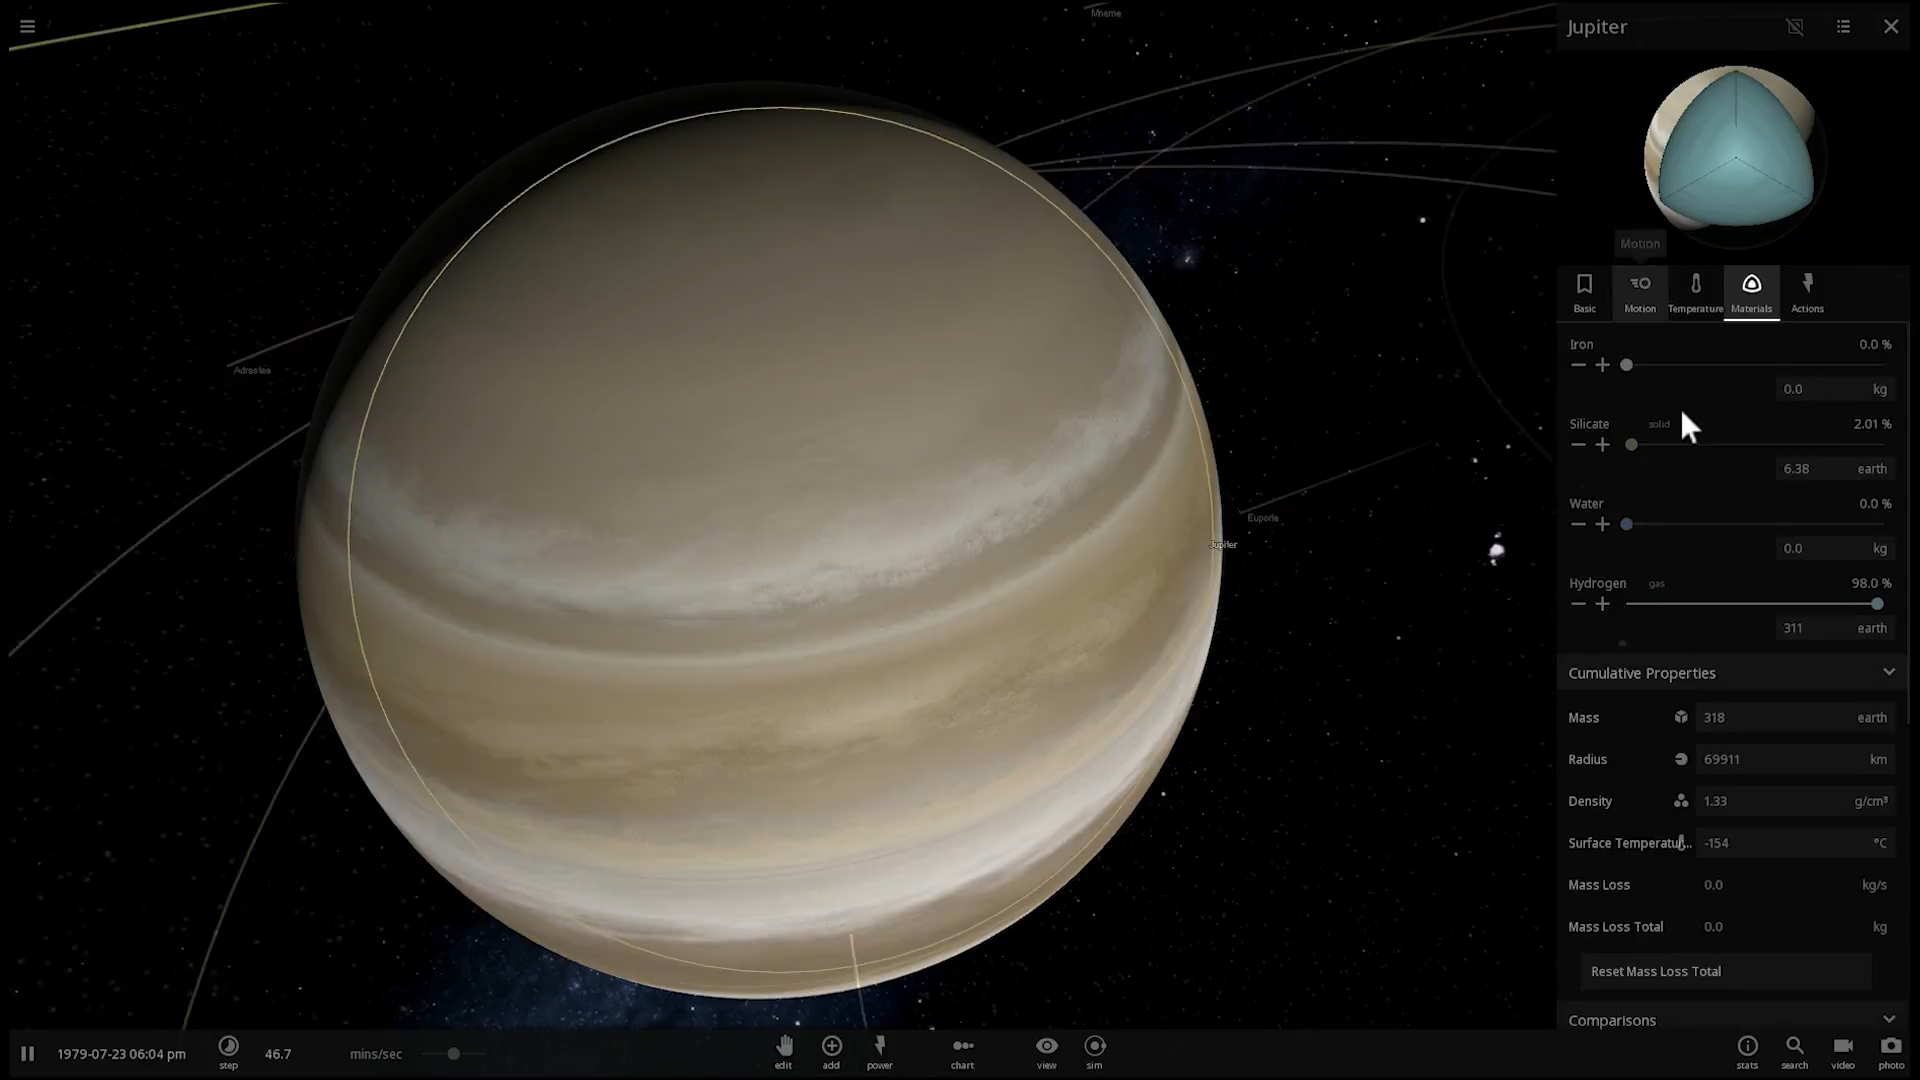 Mneme
Jupiter
Motion
Basic
Motion
Temperature
Materials
Actions
Iron 0.0 %
0.0 kg
Silicate solid 2.01 %
6.38 earth
Water 0.0 %
0.0 kg
Hydrogen gas 98.0 %
311 earth
Adrastea
Euporie
Jupiter
Cumulative Properties
Mass 318 earth
Radius 69911 km
Density 1.33 g/cm³
Surface Temperatur... -154 °C
Mass Loss 0.0 kg/s
Mass Loss Total 0.0 kg
Reset Mass Loss Total
Comparisons
1979-07-23 06:04 pm
step
46.7 mins/sec
edit
add
power
chart
view
sim
stats
search
video
photo